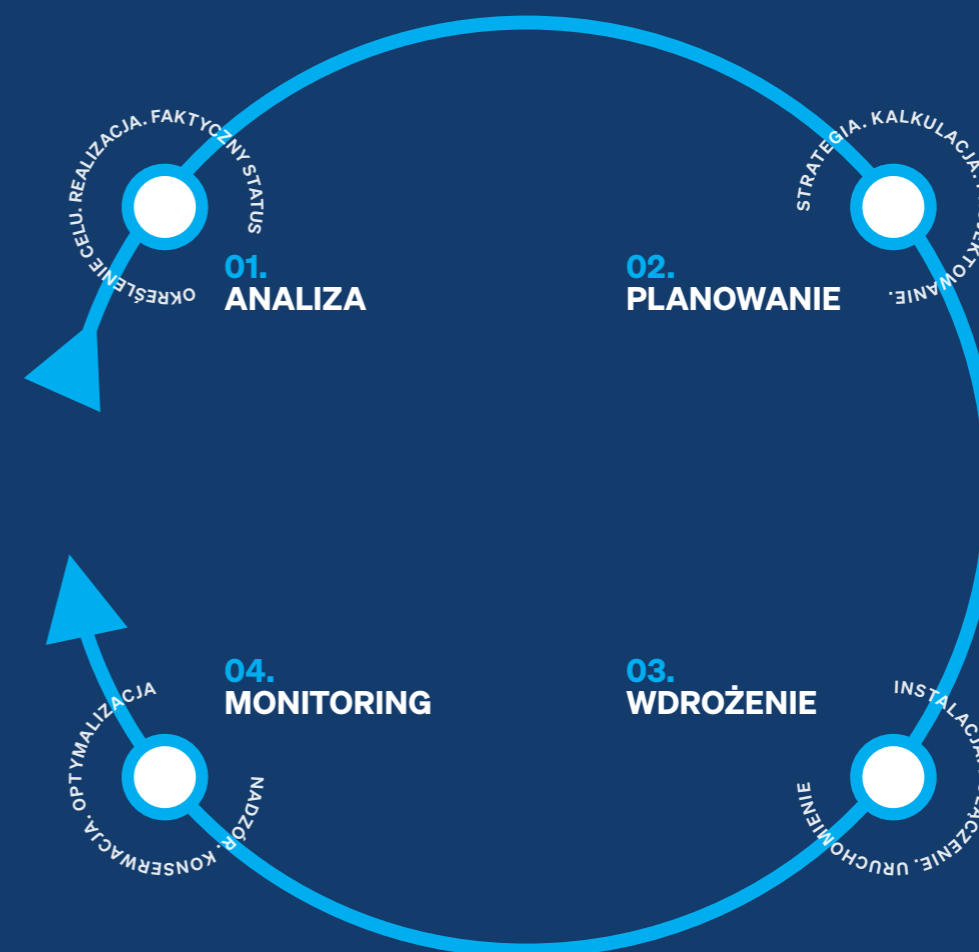 OKREŚLENIE CELU. REALIZACJA. FAKTYCZNY STATUS
01.
ANALIZA
STRATEGIA. KALKULACJA.
02.
PLANOWANIE
INSTALACJA.
URUCHOMIENIE
03.
WDROŻENIE
NADZÓR. KONSERWACJA. OPTYMALIZACJA
04.
MONITORING